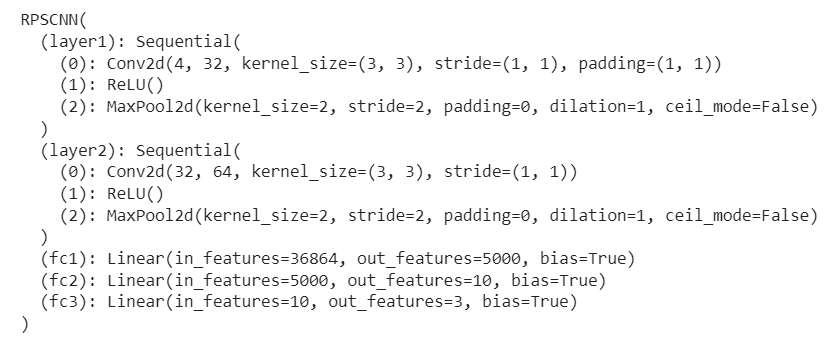 RPSCNN(
  (layer1): Sequential(
    (0): Conv2d(4, 32, kernel_size=(3, 3), stride=(1, 1), padding=(1, 1))
    (1): ReLU()
    (2): MaxPool2d(kernel_size=2, stride=2, padding=0, dilation=1, ceil_mode=False)
  )
  (layer2): Sequential(
    (0): Conv2d(32, 64, kernel_size=(3, 3), stride=(1, 1))
    (1): ReLU()
    (2): MaxPool2d(kernel_size=2, stride=2, padding=0, dilation=1, ceil_mode=False)
  )
  (fc1): Linear(in_features=36864, out_features=5000, bias=True)
  (fc2): Linear(in_features=5000, out_features=10, bias=True)
  (fc3): Linear(in_features=10, out_features=3, bias=True)
)